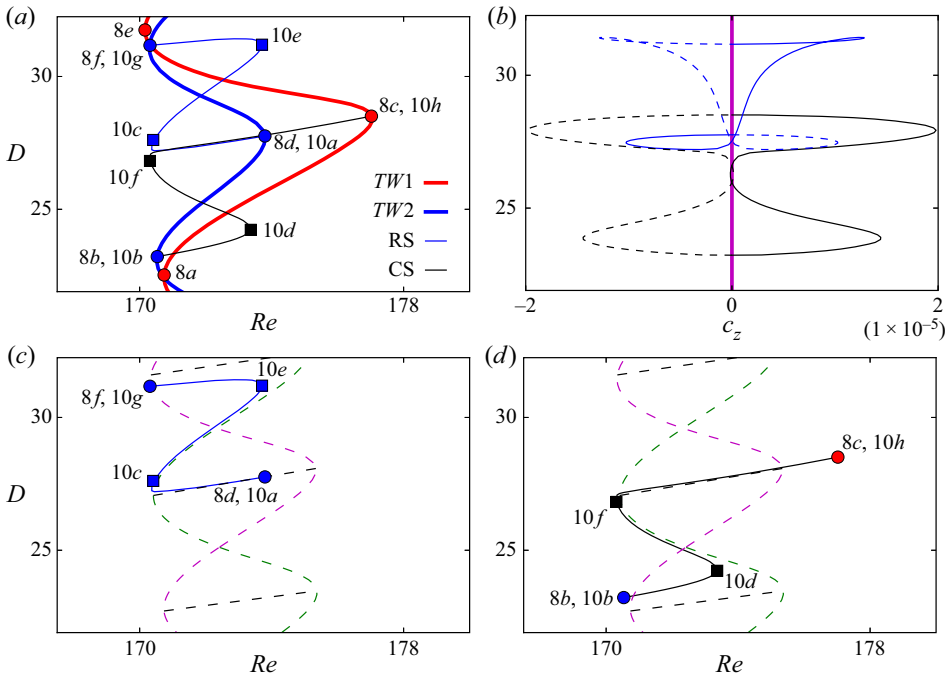 (a)
8e
10e
30
8f, 10g
8c, 10h
10c
8d, 10a
D
10f
TW1
25
10d
TW2
RS
8b, 10b
8a
CS
170
178
Re
(b)
−2
0
2
c_z
(1 × 10⁻⁵)
(c)
10e
8f, 10g
30
10c
D
8d, 10a
25
170
178
Re
(d)
30
8c, 10h
10f
25
10d
8b, 10b
170
178
Re